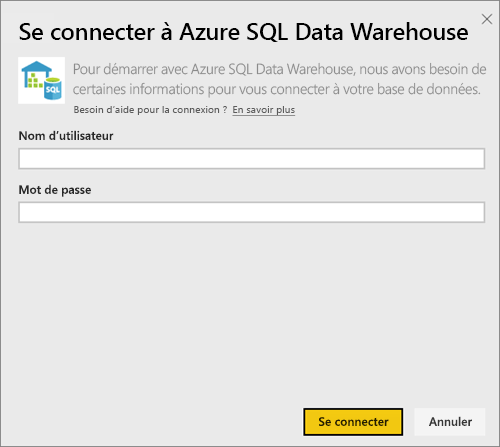 Se connecter à Azure SQL Data Warehouse
Pour démarrer avec Azure SQL Data Warehouse, nous avons besoin de
certaines informations pour vous connecter à votre base de données.
SQL
Besoin d'aide pour la connexion ? En savoir plus
Nom d'utilisateur
Mot de passe
Se connecter Annuler